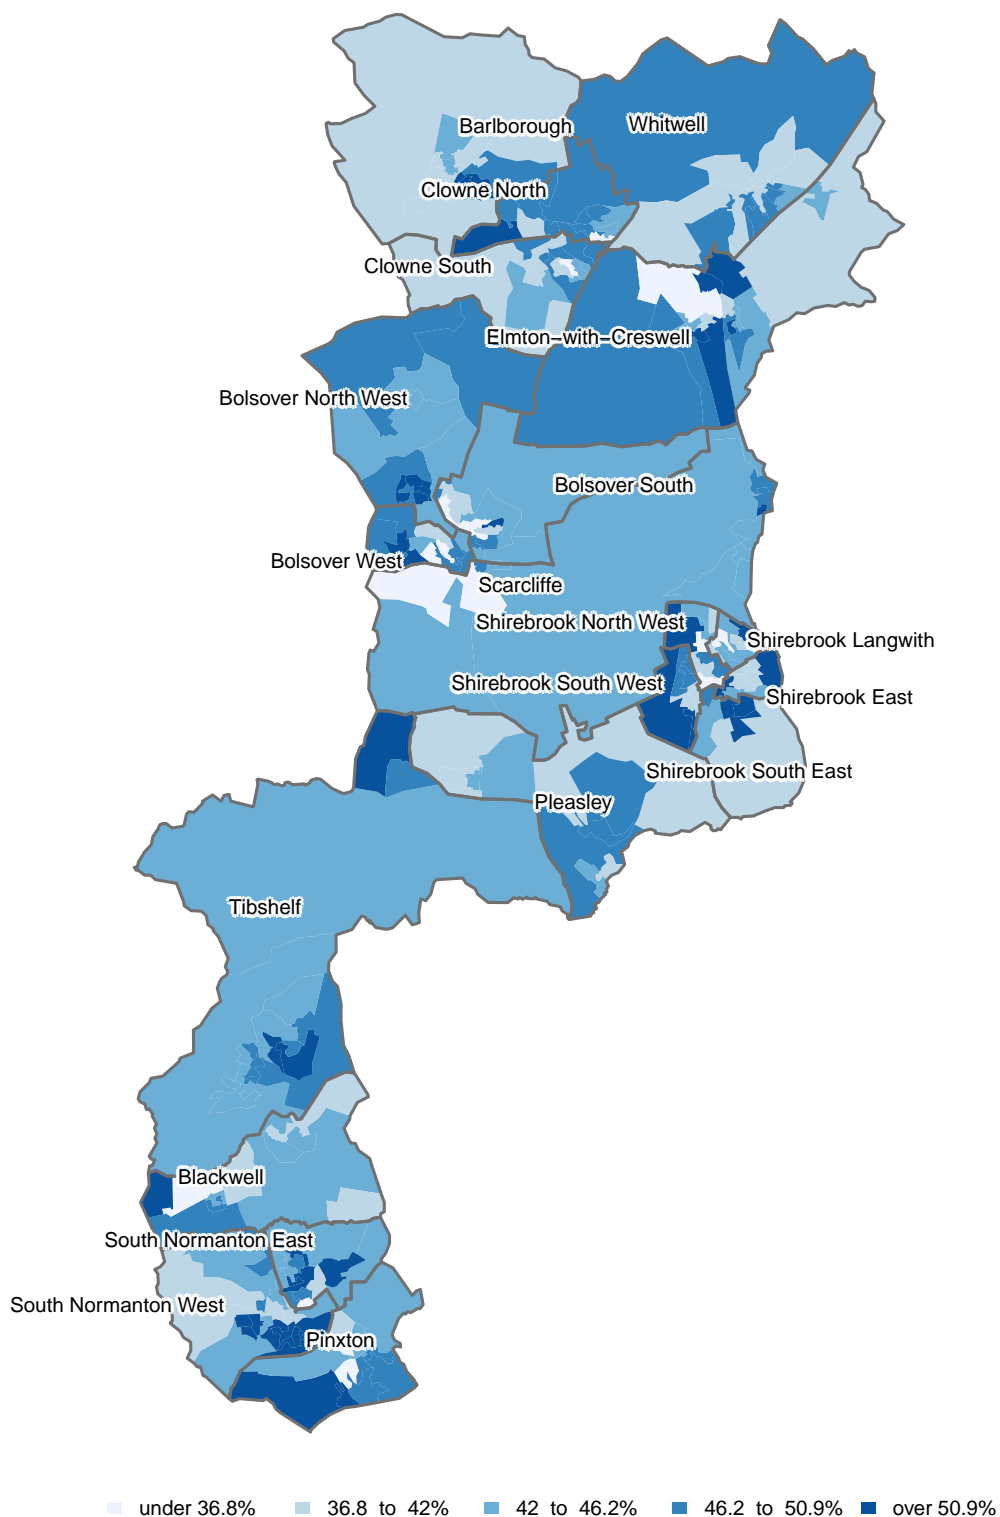 Barlborough
Whitwell
Clowne North
Clowne South
Elmton−with−Creswell
Bolsover North West
Bolsover South
Bolsover West
Scarcliffe
Shirebrook North West
Shirebrook Langwith
Shirebrook South West
Shirebrook East
Shirebrook South East
Pleasley
Tibshelf
Blackwell
South Normanton East
South Normanton West
Pinxton
under 36.8% 36.8 to 42% 42 to 46.2% 46.2 to 50.9% over 50.9%